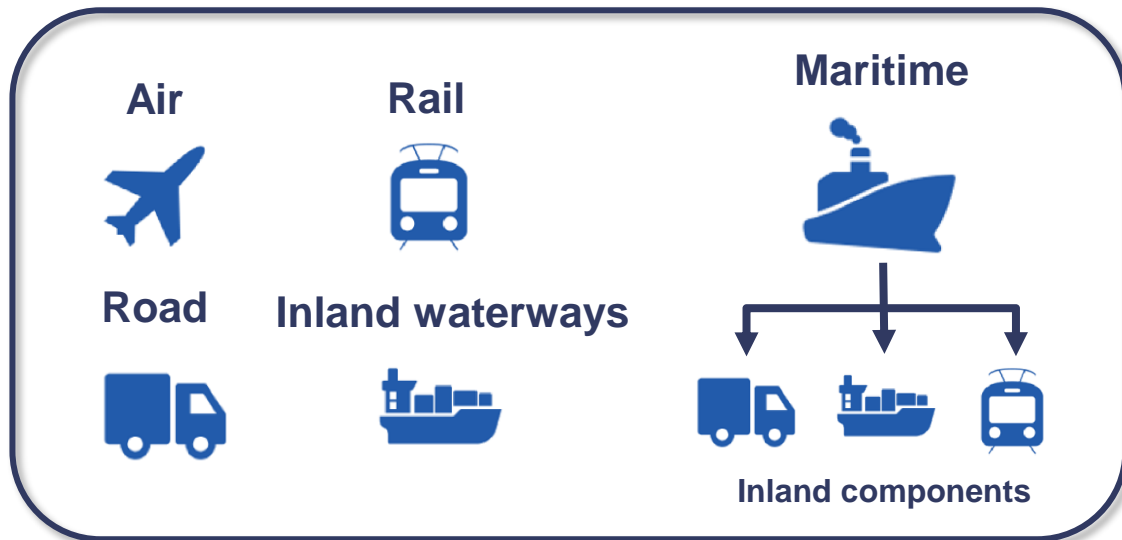 Air
Rail
Maritime
Road
Inland waterways
Inland components